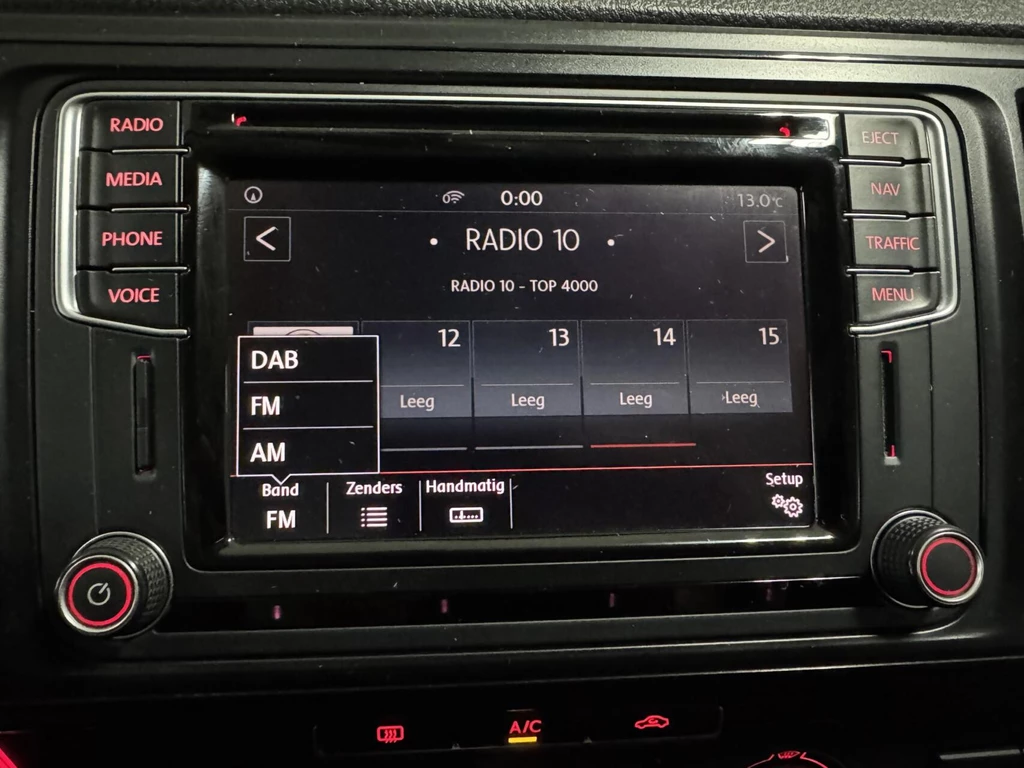 RADIO
MEDIA
PHONE
VOICE
EJECT
NAV
TRAFFIC
MENU
0:00
13.0°C
< • RADIO 10 • >
RADIO 10 - TOP 4000
12 13 14 15
Leeg Leeg Leeg Leeg
DAB
FM
AM
Band Zenders Handmatig Setup
FM
A/C